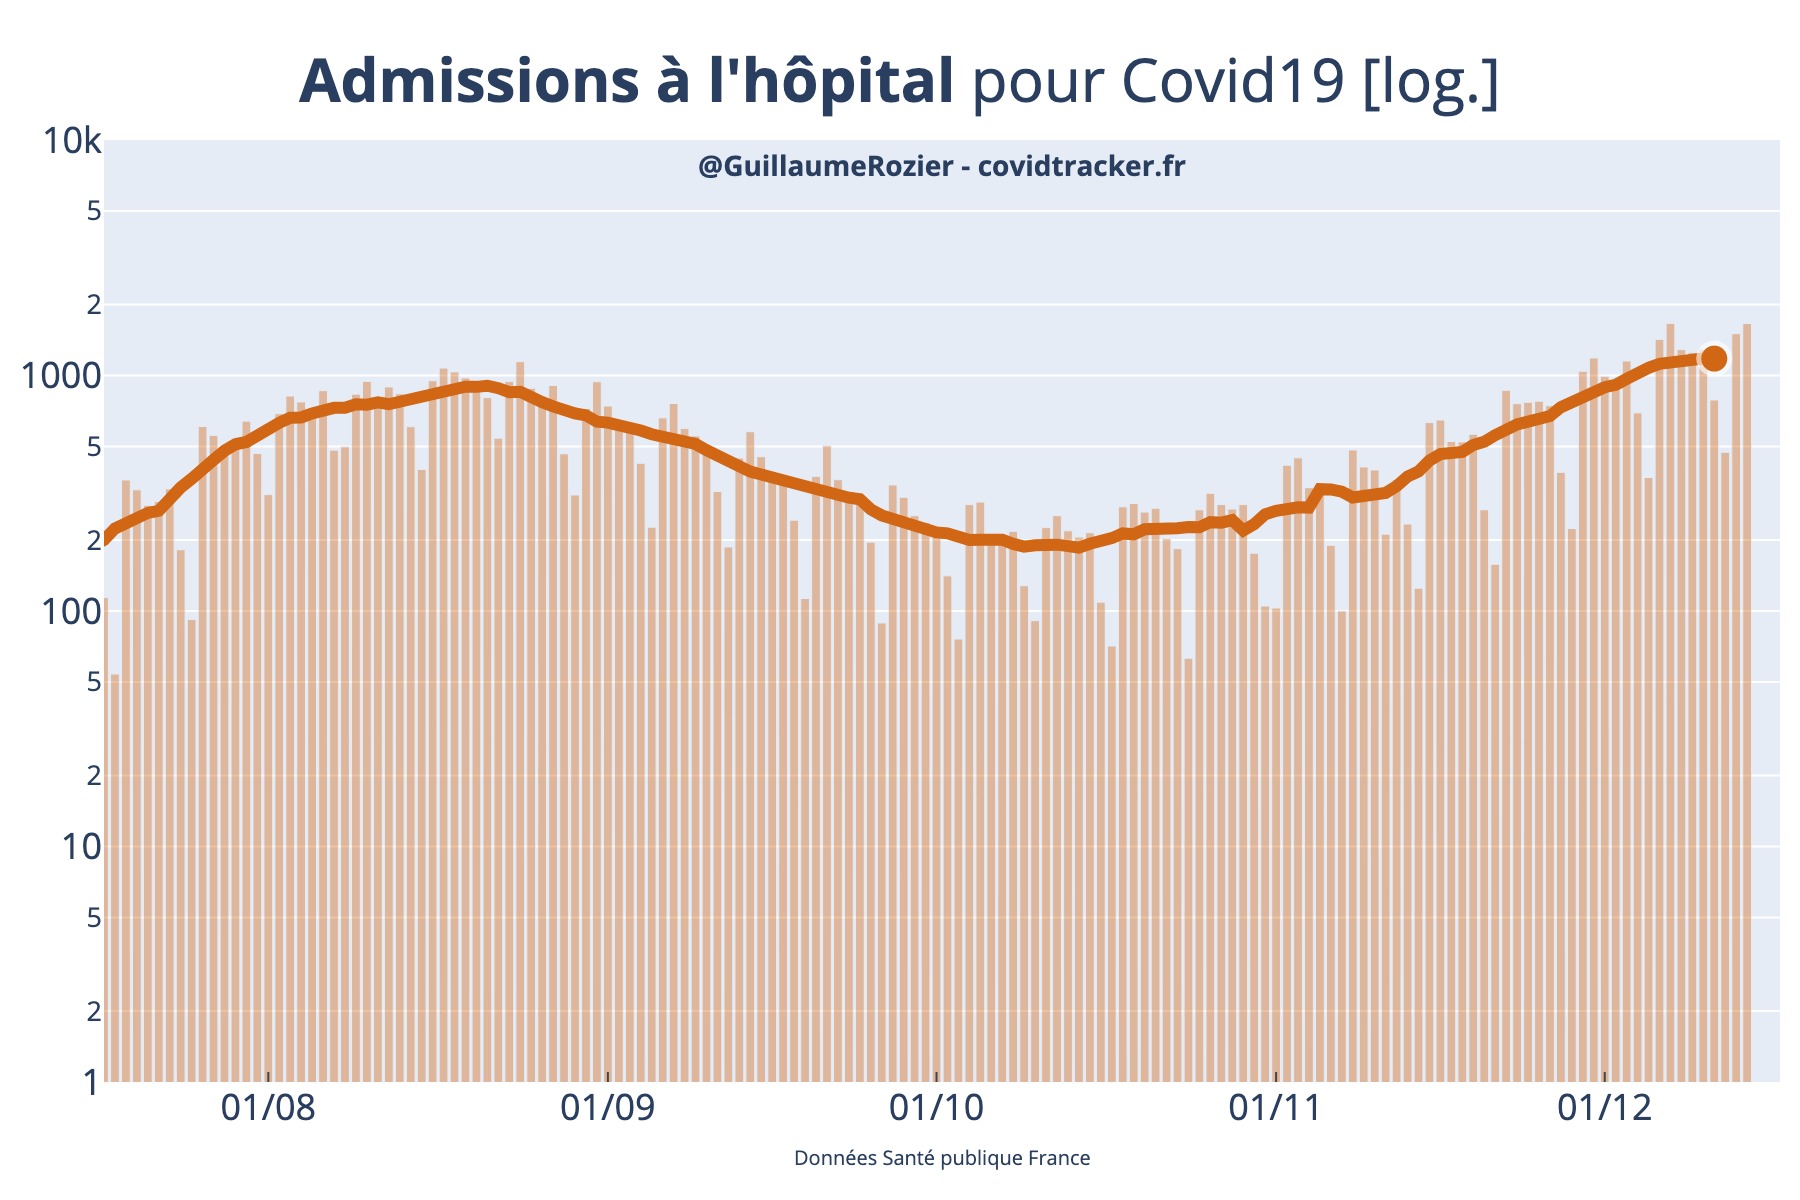 Admissions à l'hôpital pour Covid19 [log.]
@GuillaumeRozier - covidtracker.fr
10k
5
2
1000
5
2
100
5
2
10
5
2
1
01/08 01/09 01/10 01/11 01/12
Données Santé publique France